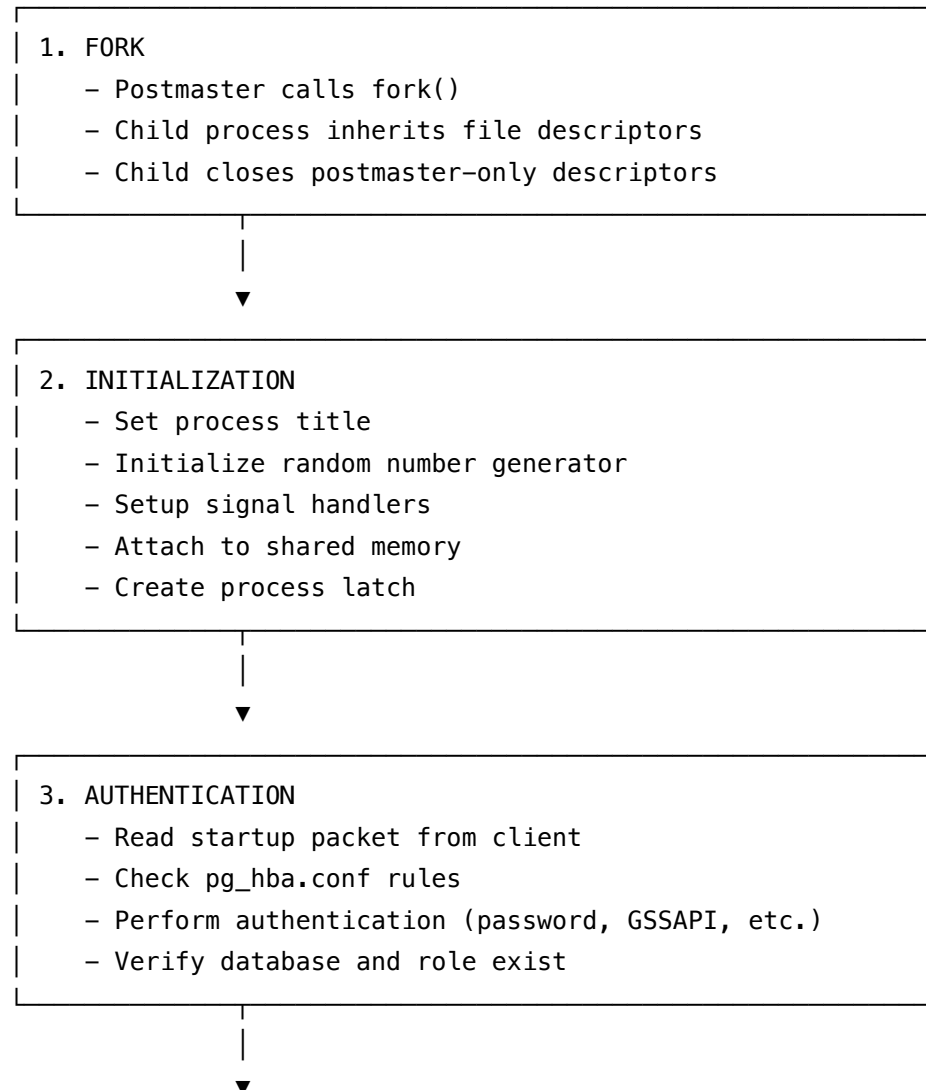 1. FORK
– Postmaster calls fork()
– Child process inherits file descriptors
– Child closes postmaster–only descriptors
2. INITIALIZATION
– Set process title
– Initialize random number generator
– Setup signal handlers
– Attach to shared memory
– Create process latch
3. AUTHENTICATION
– Read startup packet from client
– Check pg_hba.conf rules
– Perform authentication (password, GSSAPI, etc.)
– Verify database and role exist